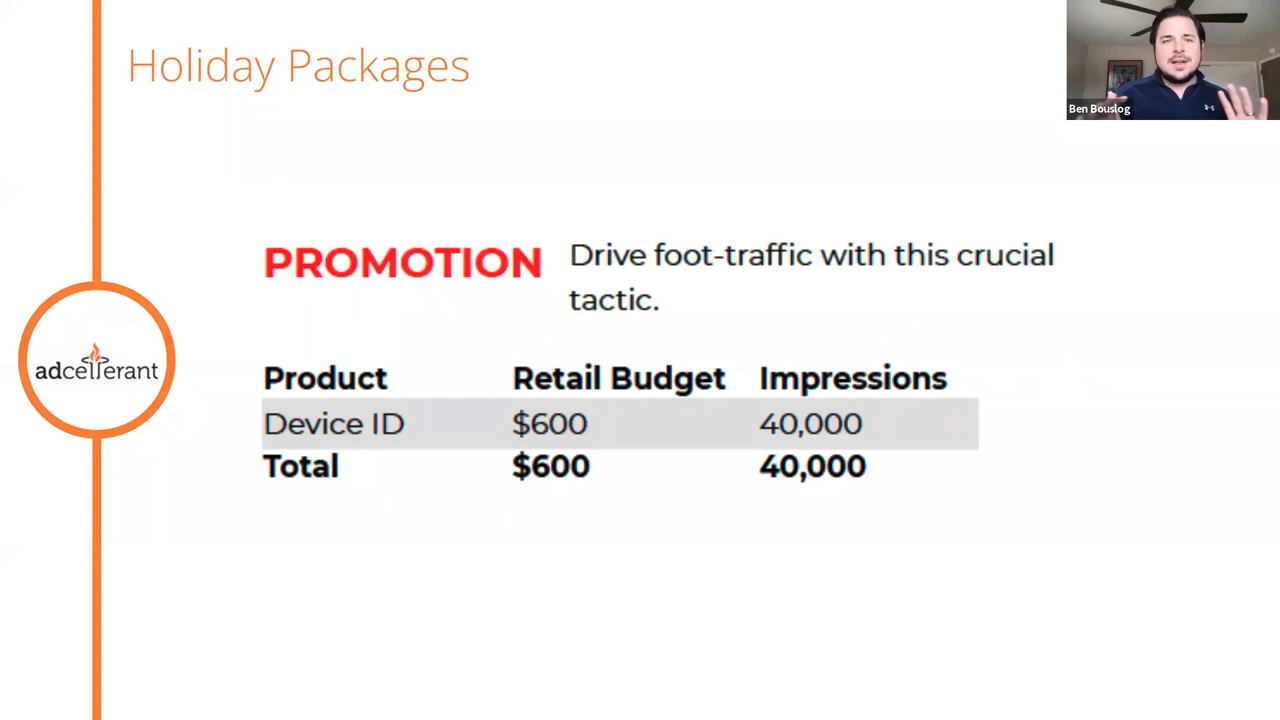 Holiday Packages
Ben Bouslog
PROMOTION
Drive foot-traffic with this crucial
tactic.
adcellerant
Product Retail Budget Impressions
Device ID $600 40,000
Total $600 40,000